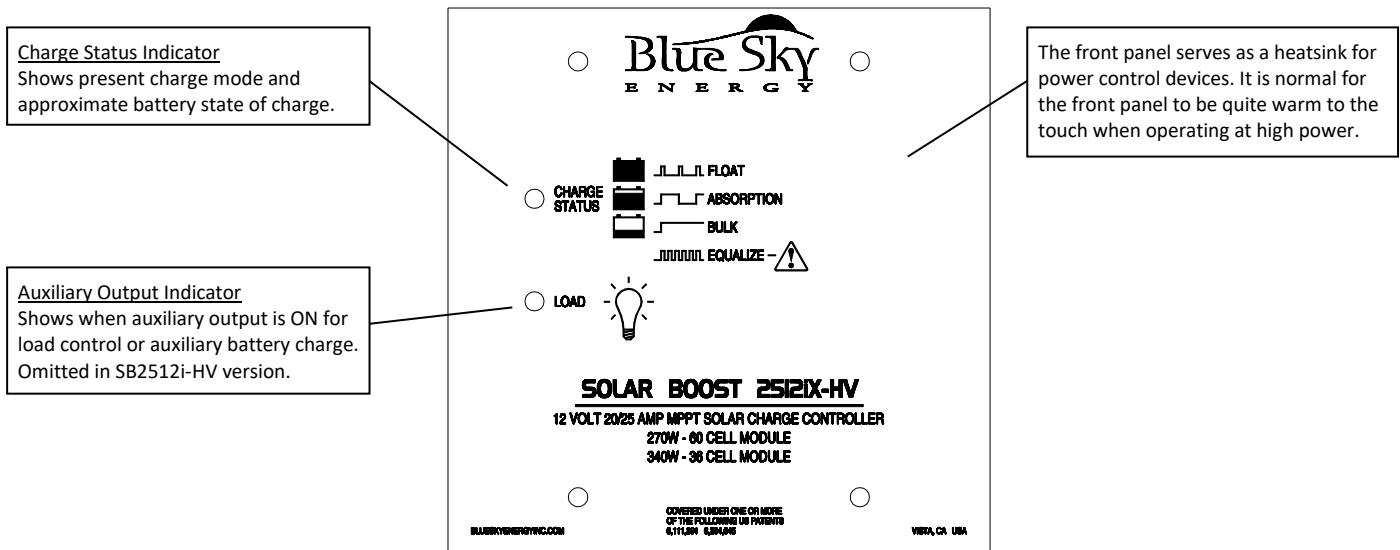 Charge Status Indicator
Shows present charge mode and
approximate battery state of charge.
Auxiliary Output Indicator
Shows when auxiliary output is ON for
load control or auxiliary battery charge.
Omitted in SB2512i-HV version.
Blue Sky
ENERGY
CHARGE
STATUS
FLOAT
ABSORPTION
BULK
EQUALIZE
LOAD
SOLAR BOOST 2512iX-HV
12 VOLT 20/25 AMP MPPT SOLAR CHARGE CONTROLLER
270W - 60 CELL MODULE
340W - 36 CELL MODULE
COVERED UNDER ONE OR MORE
OF THE FOLLOWING US PATENTS
BLUESKYENERGYINC.COM
VISTA, CA USA
The front panel serves as a heatsink for
power control devices. It is normal for
the front panel to be quite warm to the
touch when operating at high power.